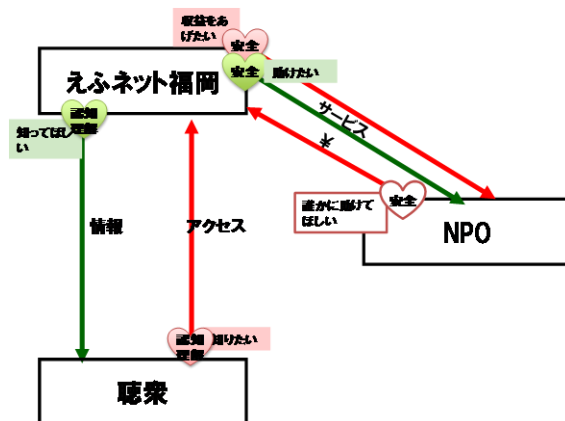 収益をあ
げたい
安全
えふネット福岡
安全
助けたい
認知
理解
知ってほし
い
サービス
誰かに助けて
ほしい
安全
NPO
情報
アクセス
認知
理解
知りたい
聴衆